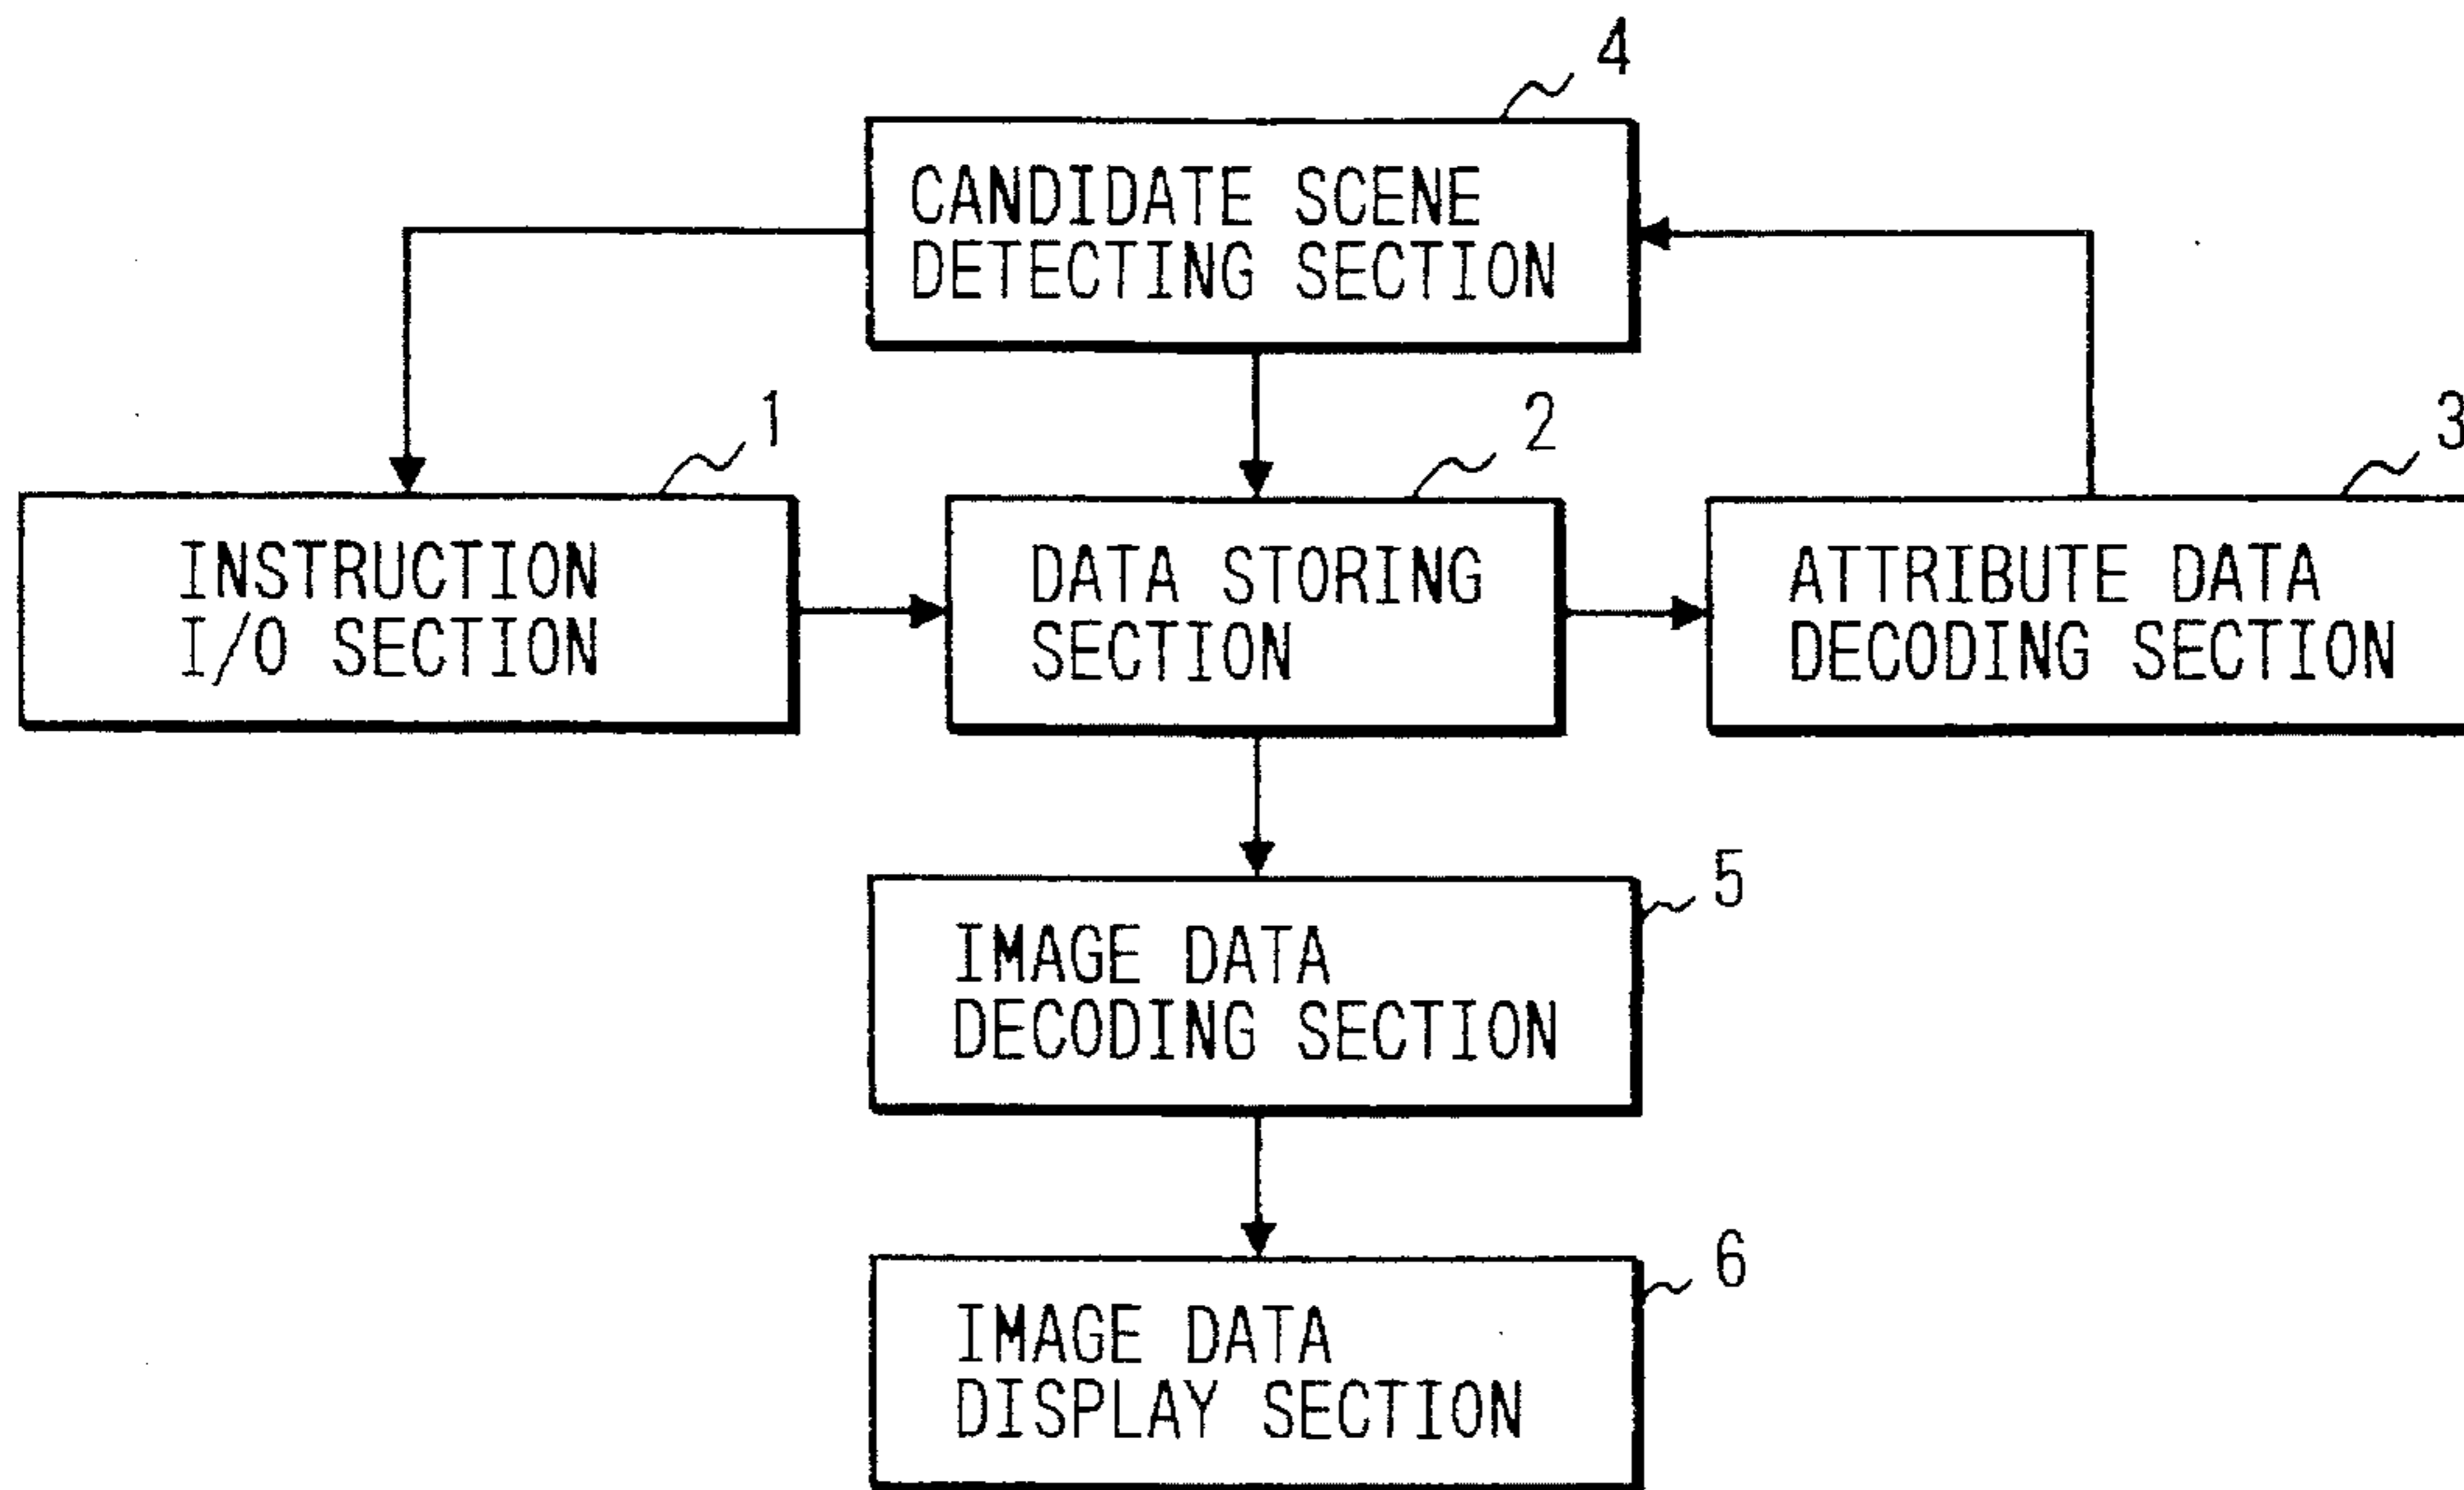 4
CANDIDATE SCENE
DETECTING SECTION
1
2
3
INSTRUCTION
I/O SECTION
DATA STORING
SECTION
ATTRIBUTE DATA
DECODING SECTION
5
IMAGE DATA
DECODING SECTION
6
IMAGE DATA
DISPLAY SECTION